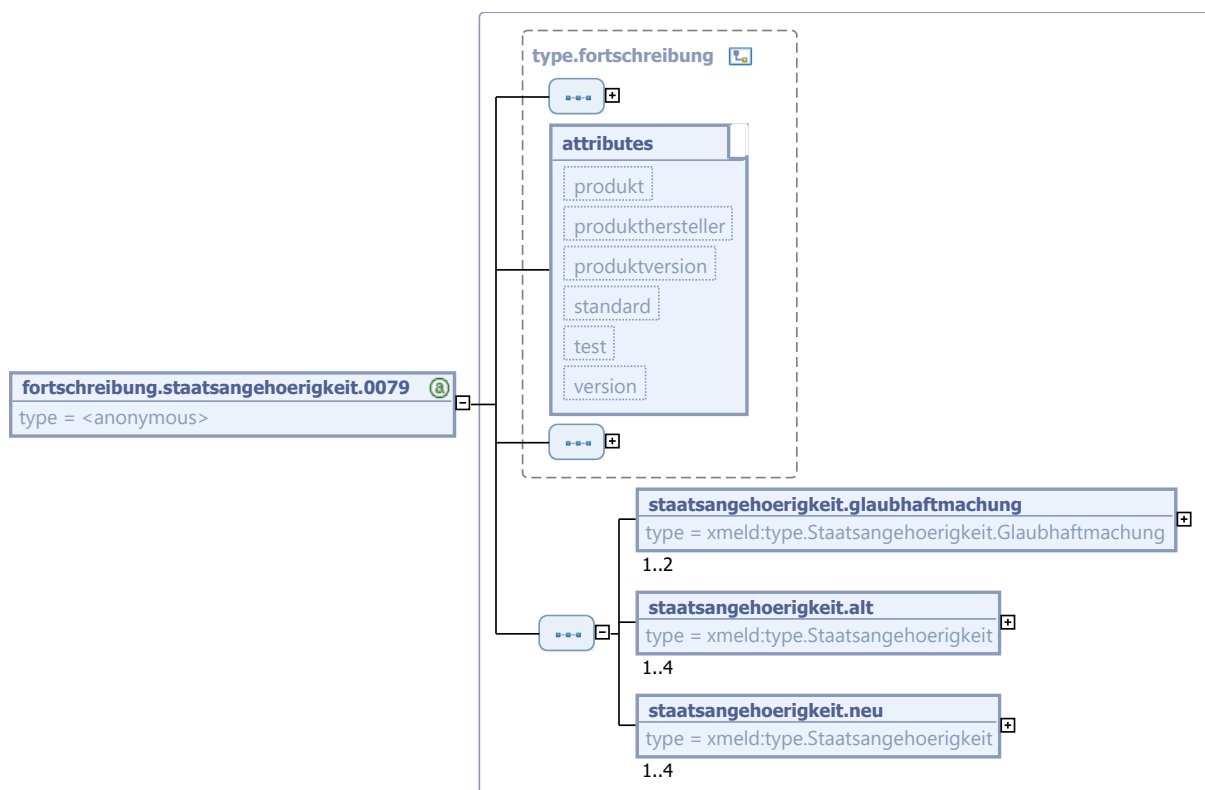 type.fortschreibung
attributes
produkt
produkthersteller
produktversion
standard
test
version
fortschreibung.staatsangehoerigkeit.0079
type = <anonymous>
staatsangehoerigkeit.glaubhaftmachung
type = xmeld:type.Staatsangehoerigkeit.Glaubhaftmachung
1..2
staatsangehoerigkeit.alt
type = xmeld:type.Staatsangehoerigkeit
1..4
staatsangehoerigkeit.neu
type = xmeld:type.Staatsangehoerigkeit
1..4